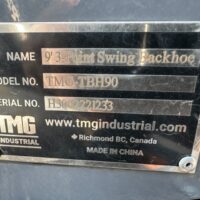 NAME 9' 3-Point Swing Backhoe
MODEL NO. TMG-TBH90
SERIAL NO.
TMG INDUSTRIAL
www.tmgindustrial.com
Richmond BC, Canada
MADE IN CHINA